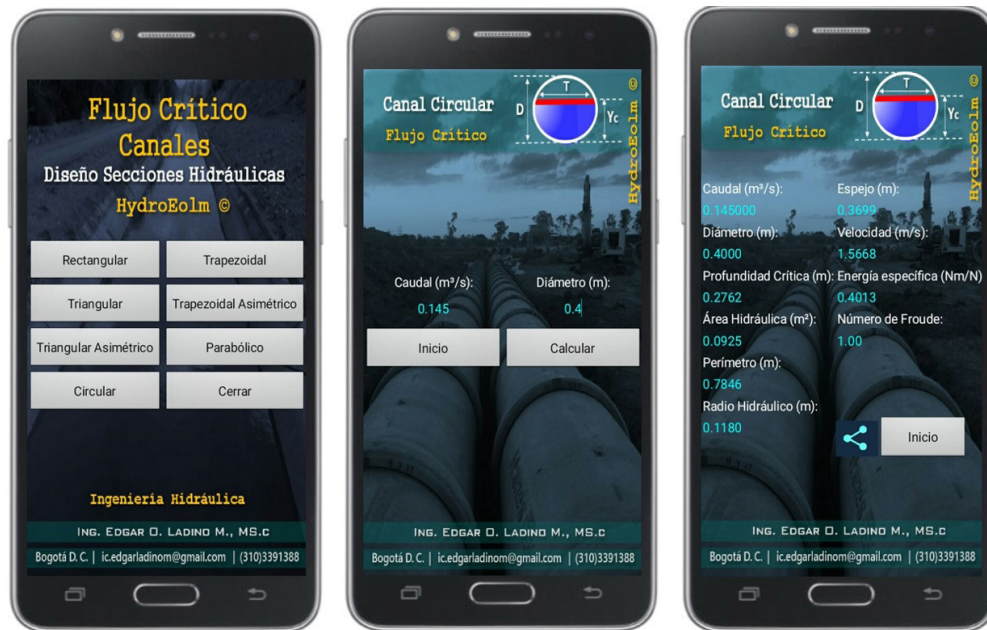 Flujo Crítico
Canales
Diseño Secciones Hidráulicas
HydroEolm ©
Rectangular
Trapezoidal
Triangular
Trapezoidal Asimétrico
Triangular Asimétrico
Parabólico
Circular
Cerrar
Ingeniería Hidráulica
ING. EDGAR O. LADINO M., MS.C
Bogotá D. C. | ic.edgarladinom@gmail.com | (310)3391388
Canal Circular
Flujo Crítico
D
T
Yc
HydroEolm ©
Caudal (m³/s):
Diámetro (m):
0.145
0.4
Inicio
Calcular
ING. EDGAR O. LADINO M., MS.C
Bogotá D. C. | ic.edgarladinom@gmail.com | (310)3391388
Canal Circular
Flujo Crítico
D
T
Yc
HydroEolm ©
Caudal (m³/s):
Espejo (m):
0.145000
0.3699
Diámetro (m):
Velocidad (m/s):
0.4000
1.5668
Profundidad Crítica (m):
Energía específica (Nm/N)
0.2762
0.4013
Área Hidráulica (m²):
Número de Froude:
0.0925
1.00
Perímetro (m):
0.7846
Radio Hidráulico (m):
0.1180
Inicio
ING. EDGAR O. LADINO M., MS.C
Bogotá D. C. | ic.edgarladinom@gmail.com | (310)3391388